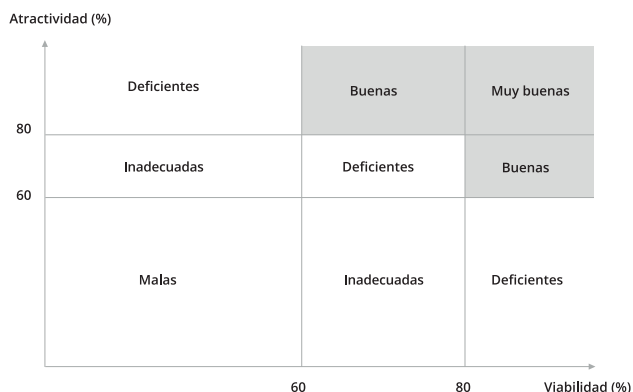 Atractividad (%)
Deficientes
Buenas
Muy buenas
80
Inadecuadas
Deficientes
Buenas
60
Malas
Inadecuadas
Deficientes
60
80
Viabilidad (%)